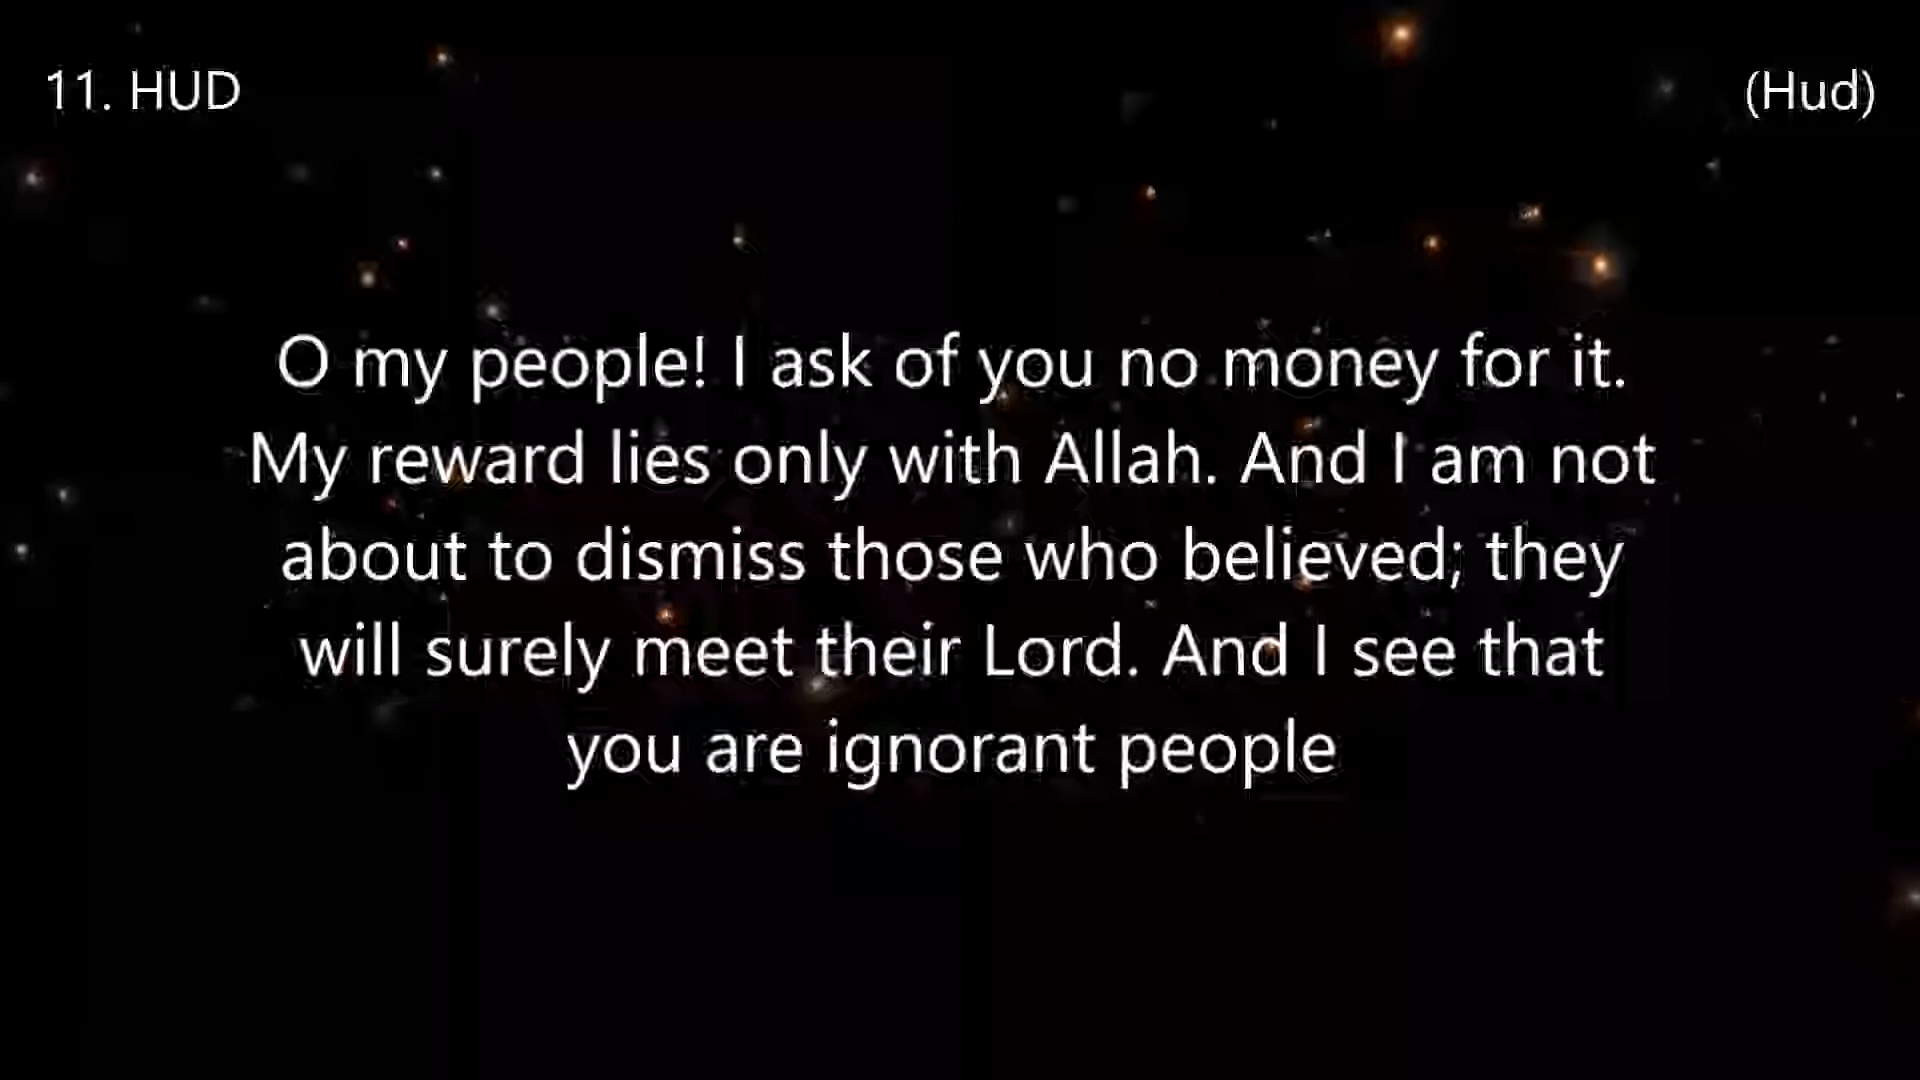 11. HUD
(Hud)
O my people! I ask of you no money for it.
My reward lies only with Allah. And I am not
about to dismiss those who believed; they
will surely meet their Lord. And I see that
you are ignorant people